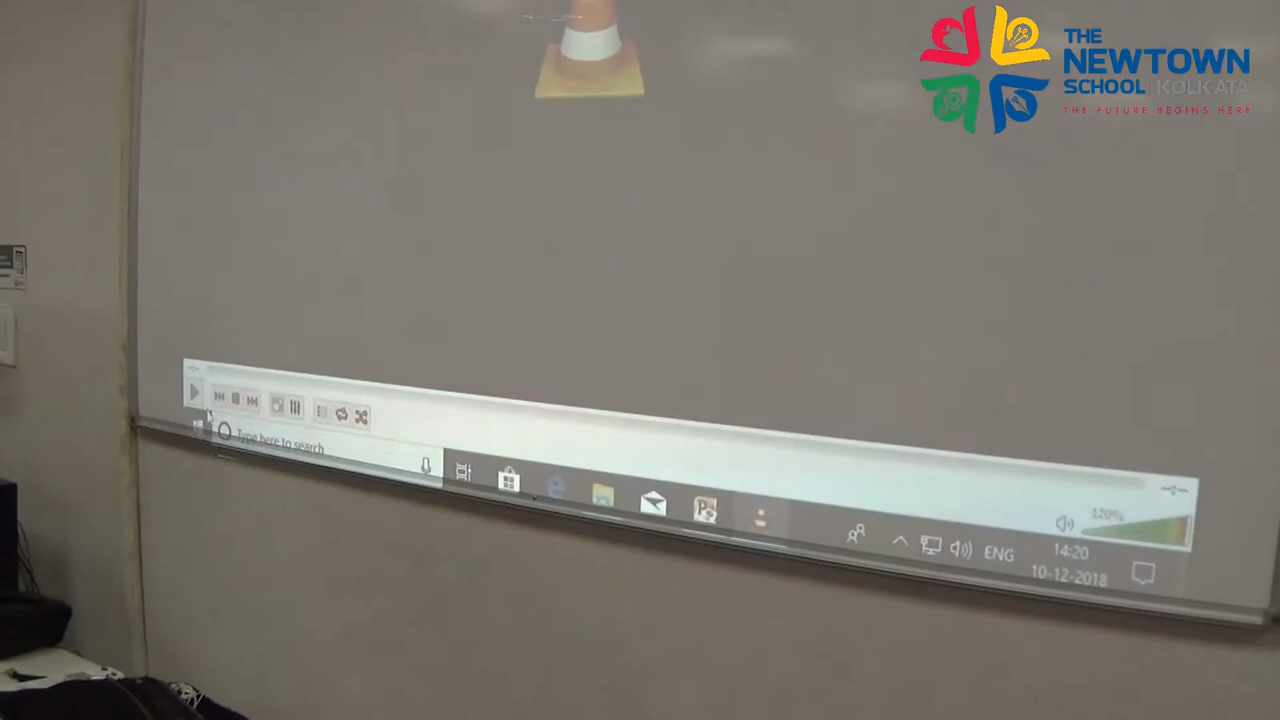 THE
NEWTOWN
SCHOOL KOLKATA
THE FUTURE BEGINS HERE
Type here to search
120%
ENG
14:20
10-12-2018